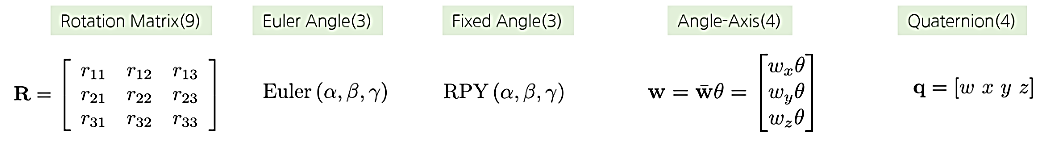 Rotation Matrix(9)
Euler Angle(3)
Fixed Angle(3)
Angle-Axis(4)
Quaternion(4)
R = [ r11 r12 r13
r21 r22 r23
r31 r32 r33 ]
Euler (α, β, γ)
RPY (α, β, γ)
w = w̄θ = [ wxθ
wyθ
wzθ ]
q = [w x y z]